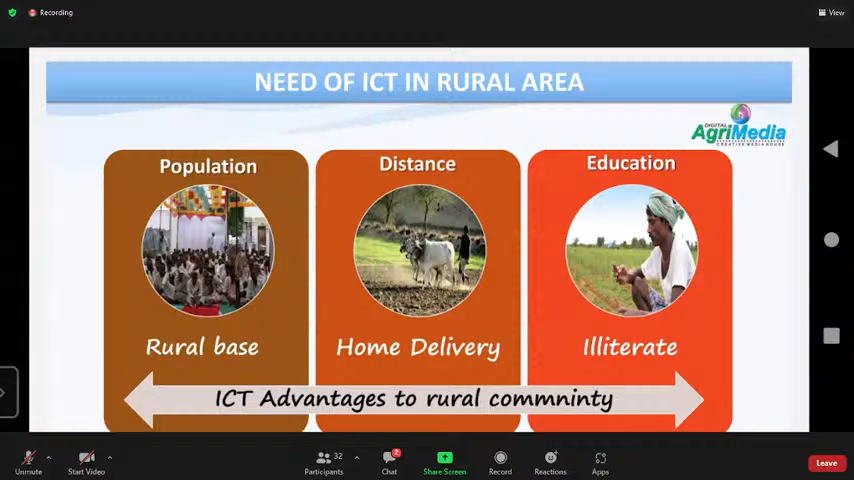 Recording
View
NEED OF ICT IN RURAL AREA
DIGITAL
AgriMedia
CREATIVE MEDIA HOUSE
Population
Distance
Education
Rural base
Home Delivery
Illiterate
ICT Advantages to rural commninty
Unmute
Start Video
32
Participants
2
Chat
Share Screen
Record
Reactions
Apps
Leave